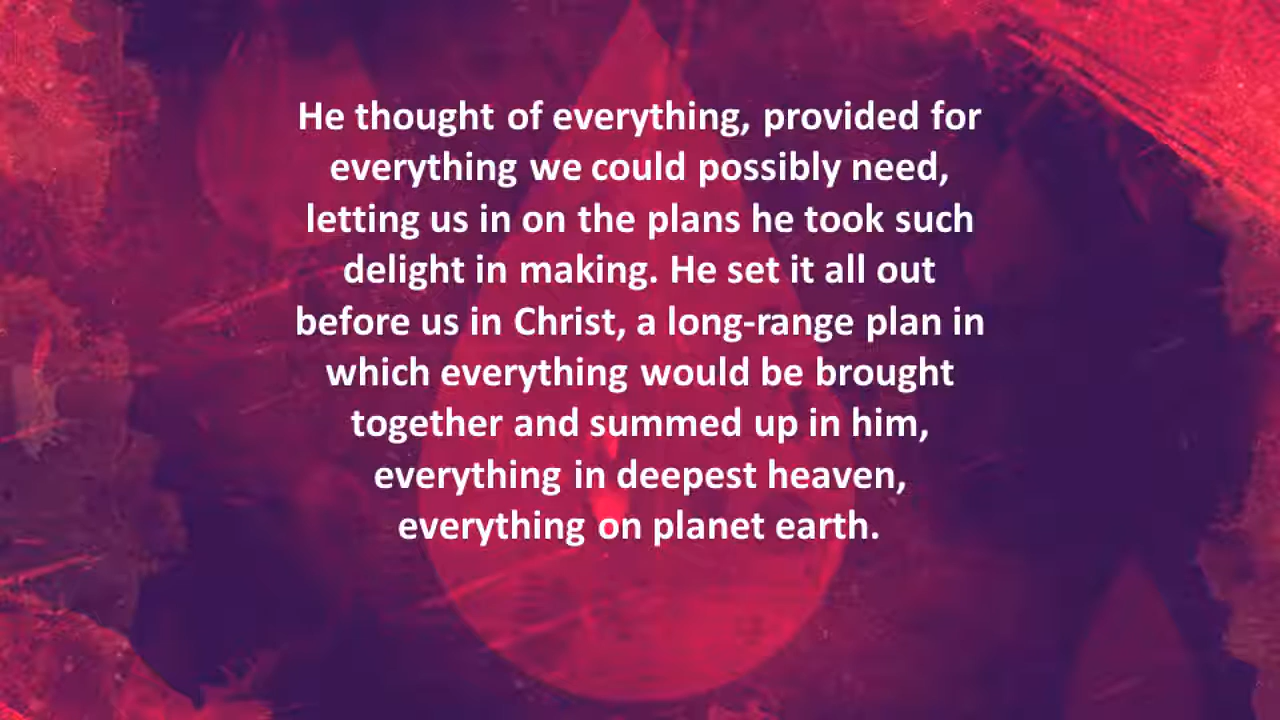 He thought of everything, provided for
everything we could possibly need,
letting us in on the plans he took such
delight in making. He set it all out
before us in Christ, a long-range plan in
which everything would be brought
together and summed up in him,
everything in deepest heaven,
everything on planet earth.